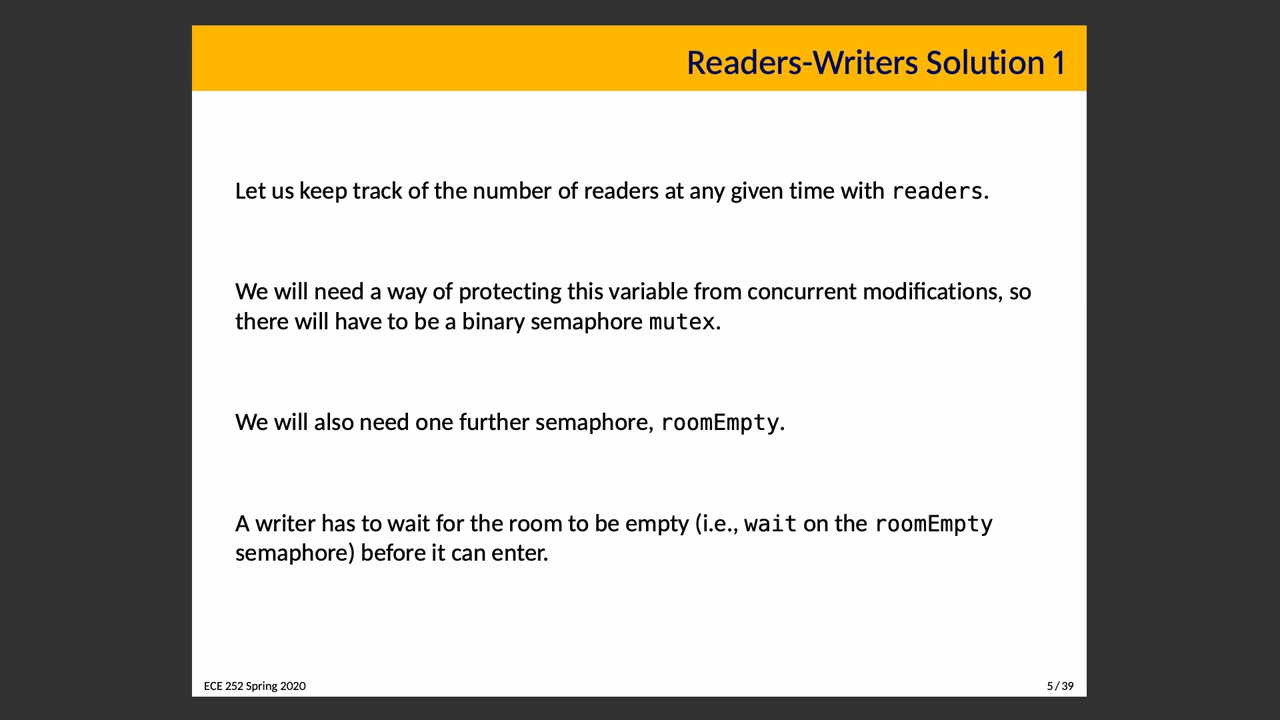 Readers-Writers Solution 1
Let us keep track of the number of readers at any given time with readers.
We will need a way of protecting this variable from concurrent modifications, so
there will have to be a binary semaphore mutex.
We will also need one further semaphore, roomEmpty.
A writer has to wait for the room to be empty (i.e., wait on the roomEmpty
semaphore) before it can enter.
ECE 252 Spring 2020
5 / 39